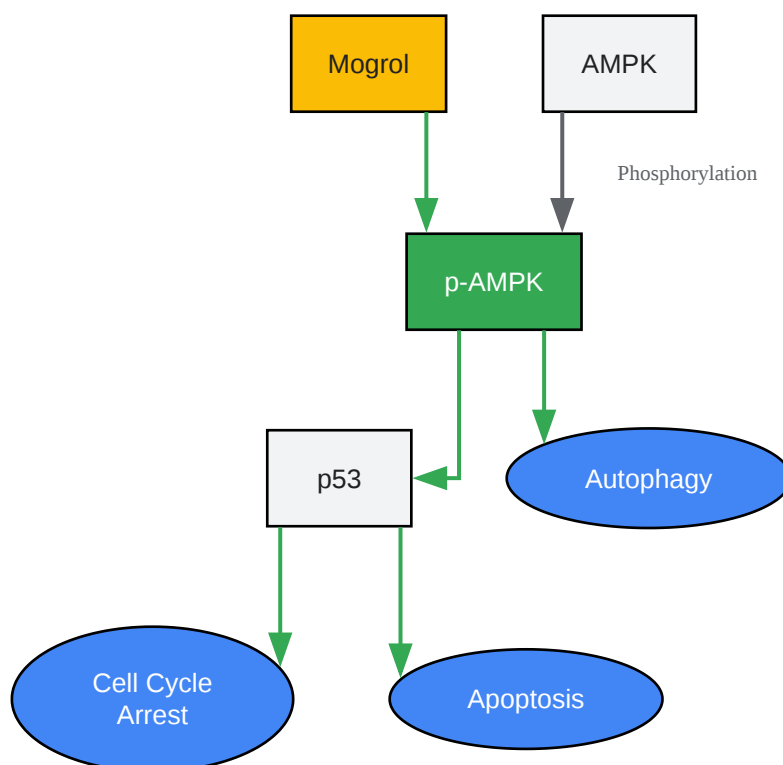 Mogrol
AMPK
Phosphorylation
p-AMPK
p53
Autophagy
Cell Cycle
Arrest
Apoptosis